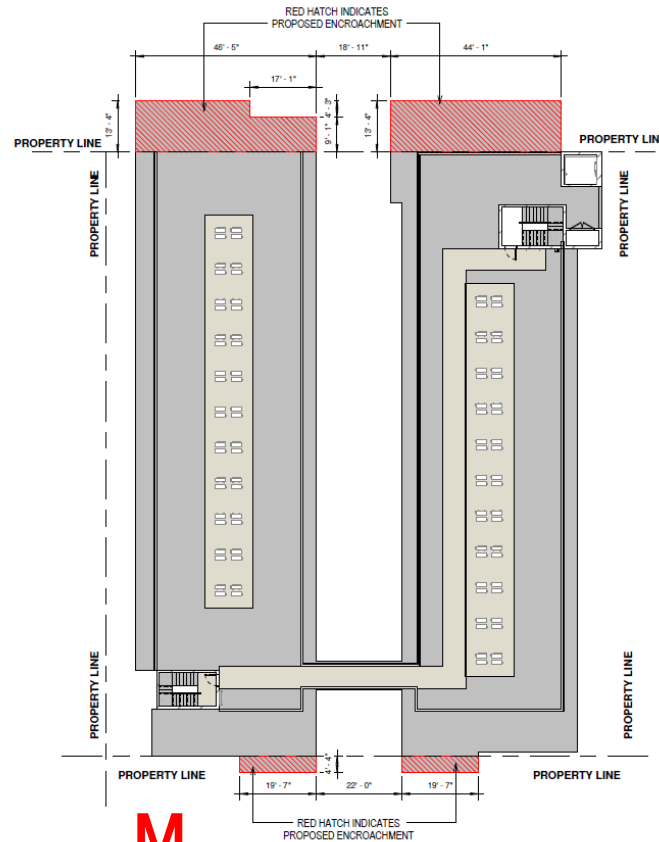 RED HATCH INDICATES
PROPOSED ENCROACHMENT
46' - 5"
18' - 11"
44' - 1"
17' - 1"
13' - 4"
4' - 3"
9' - 1"
13' - 4"
PROPERTY LINE
PROPERTY LIN
PROPERTY LINE
PROPERTY LINE
PROPERTY LINE
PROPERTY LINE
4' - 4"
PROPERTY LINE
PROPERTY LINE
19' - 7"
22' - 0"
19' - 7"
M
RED HATCH INDICATES
PROPOSED ENCROACHMENT